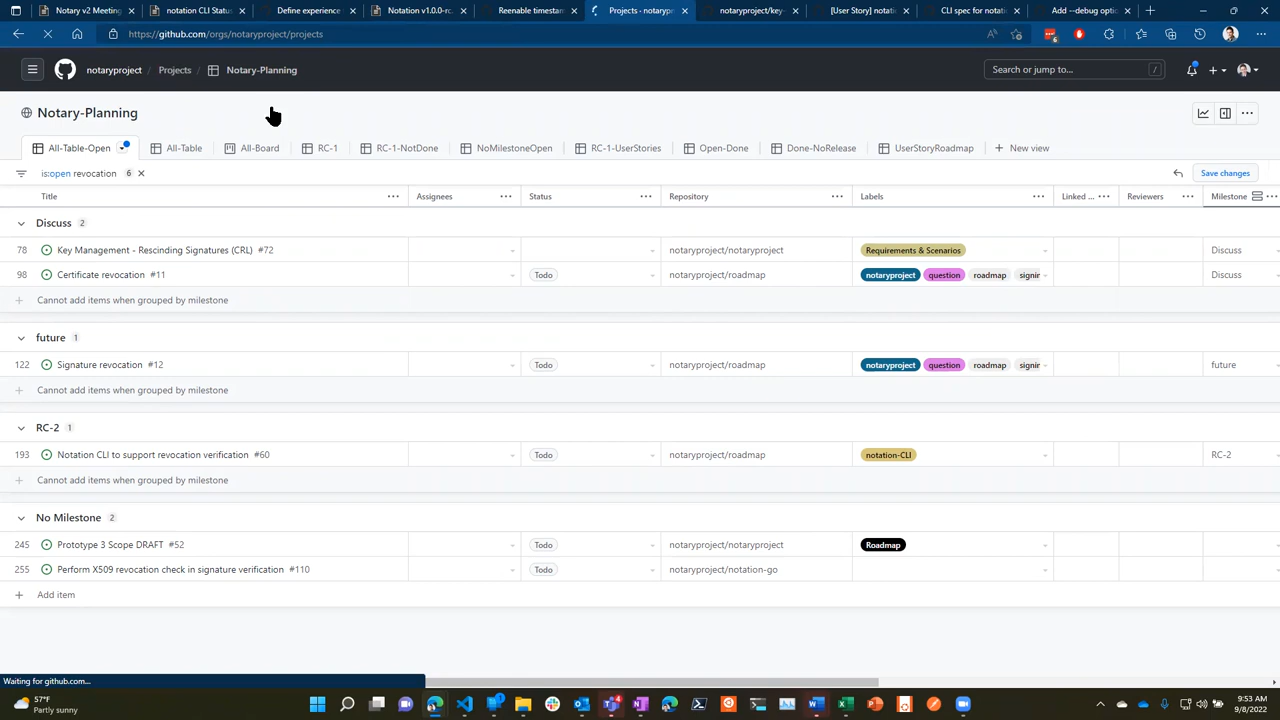 Notary v2 Meeting
notation CLI Status
Define experience
Notation v1.0.0-rc.
Reenable timestam
Projects - notarypr
notaryproject/key-
[User Story] notatic
CLI spec for notati
Add --debug optio
https://github.com/orgs/notaryproject/projects
notaryproject / Projects / Notary-Planning
Search or jump to... /
Notary-Planning
All-Table-Open All-Table All-Board RC-1 RC-1-NotDone NoMilestoneOpen RC-1-UserStories Open-Done Done-NoRelease UserStoryRoadmap + New view
is:open revocation 6 Save changes
Title Assignees Status Repository Labels Linked ... Reviewers Milestone
Discuss 2
78 Key Management - Rescinding Signatures (CRL) #72 notaryproject/notaryproject Requirements & Scenarios Discuss
98 Certificate revocation #11 Todo notaryproject/roadmap notaryproject question roadmap signin Discuss
+ Cannot add items when grouped by milestone
future 1
122 Signature revocation #12 Todo notaryproject/roadmap notaryproject question roadmap signin future
+ Cannot add items when grouped by milestone
RC-2 1
193 Notation CLI to support revocation verification #60 Todo notaryproject/roadmap notation-CLI RC-2
+ Cannot add items when grouped by milestone
No Milestone 2
245 Prototype 3 Scope DRAFT #52 Todo notaryproject/notaryproject Roadmap
255 Perform X509 revocation check in signature verification #110 Todo notaryproject/notation-go
+ Add item
Waiting for github.com...
57°F
Partly sunny
9:53 AM
9/8/2022